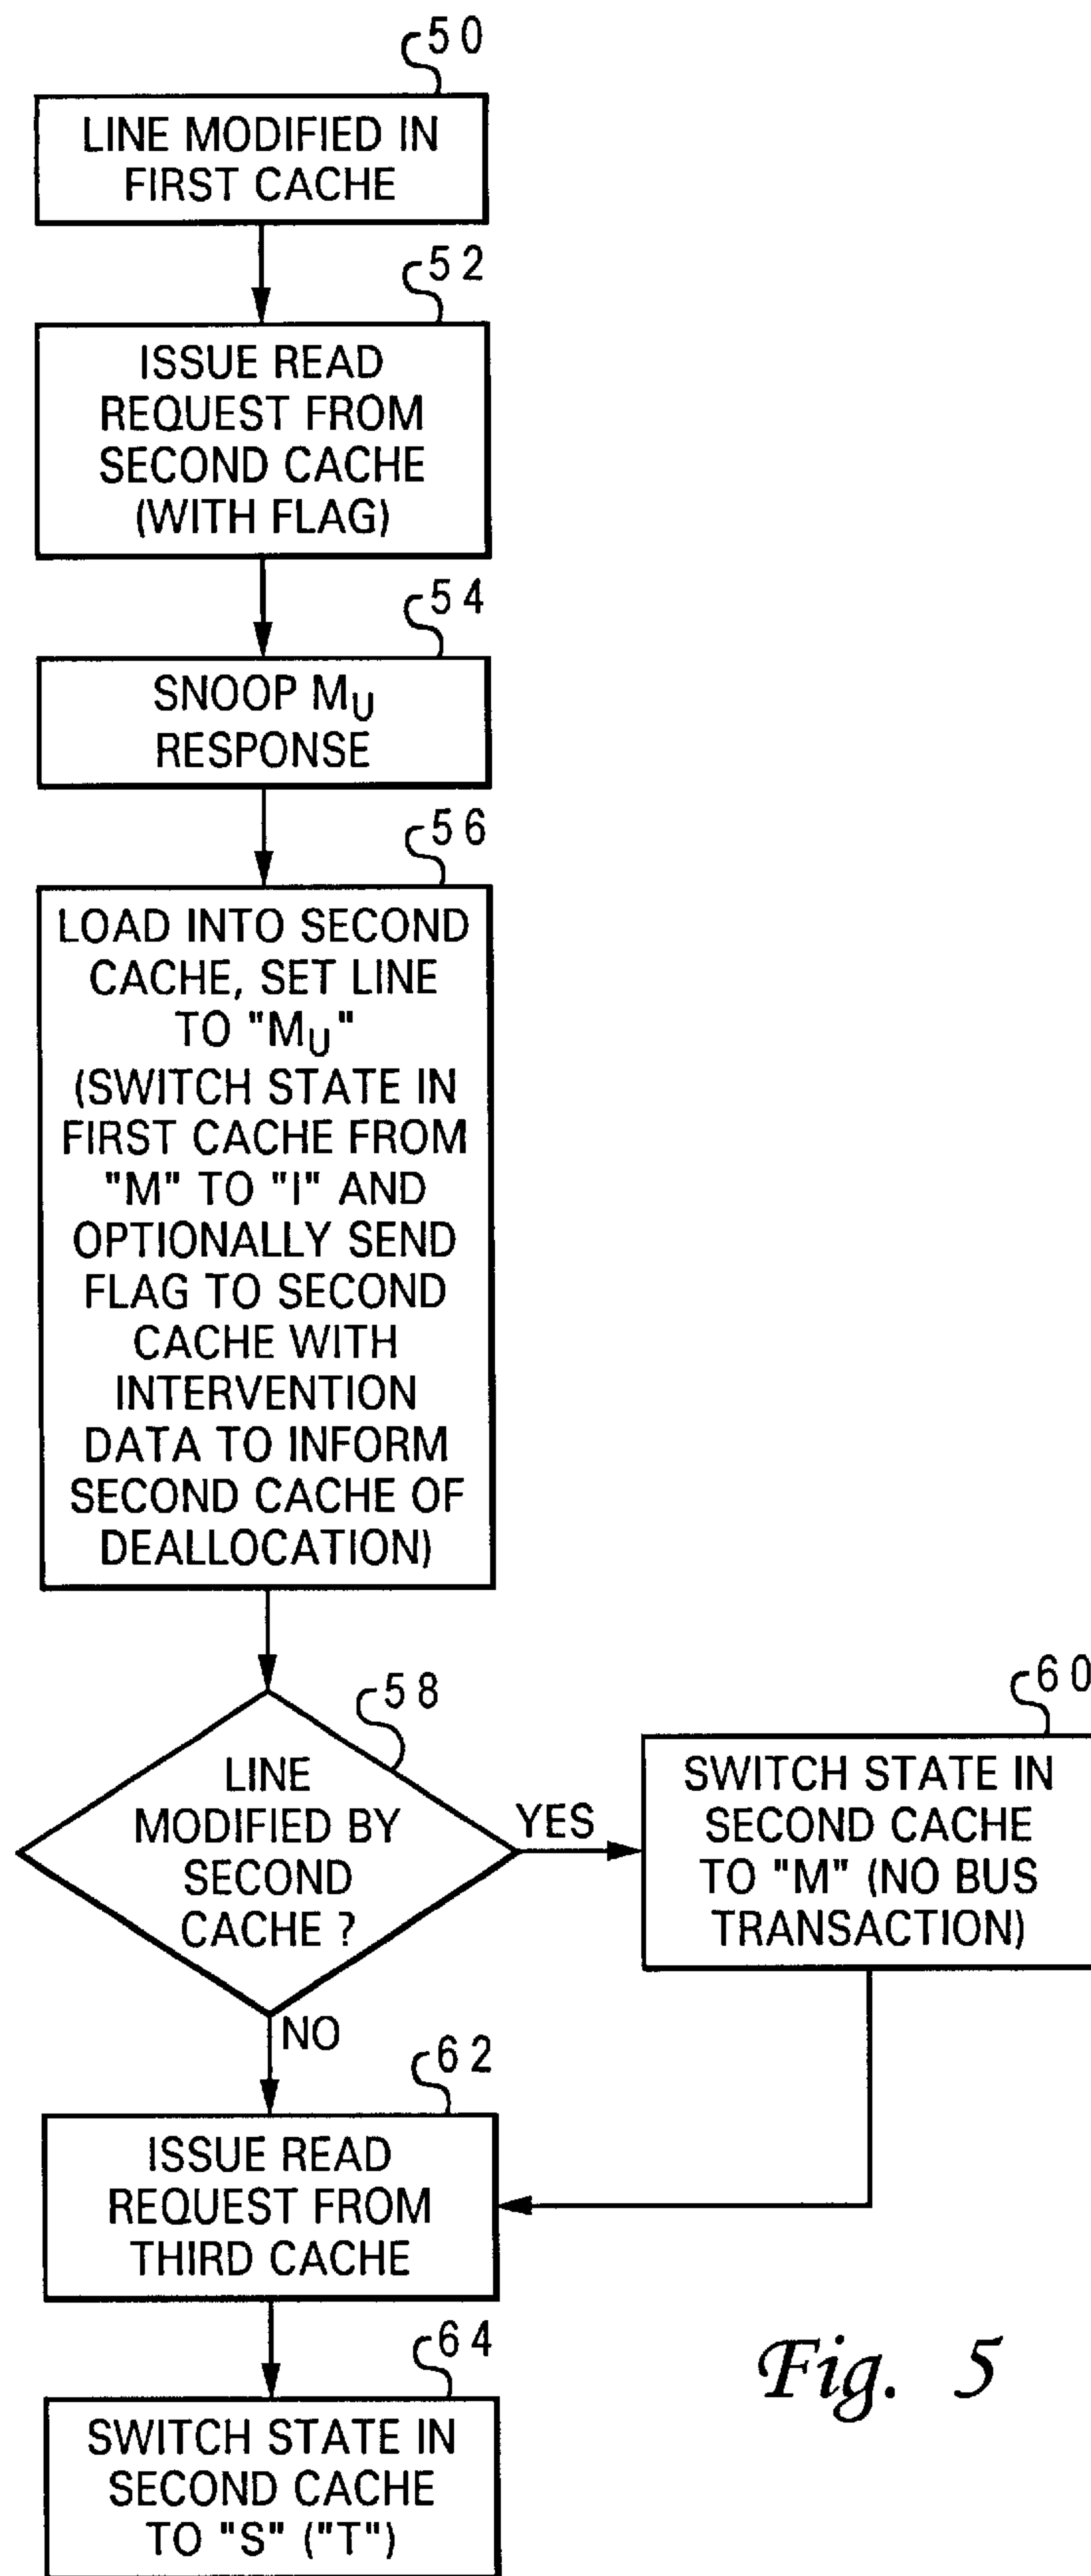 50
LINE MODIFIED IN
FIRST CACHE
52
ISSUE READ
REQUEST FROM
SECOND CACHE
(WITH FLAG)
54
SNOOP MU
RESPONSE
56
LOAD INTO SECOND
CACHE, SET LINE
TO "MU"
(SWITCH STATE IN
FIRST CACHE FROM
"M" TO "I" AND
OPTIONALLY SEND
FLAG TO SECOND
CACHE WITH
INTERVENTION
DATA TO INFORM
SECOND CACHE OF
DEALLOCATION)
58
LINE
MODIFIED BY
SECOND
CACHE ?
YES
60
SWITCH STATE IN
SECOND CACHE
TO "M" (NO BUS
TRANSACTION)
NO
62
ISSUE READ
REQUEST FROM
THIRD CACHE
64
SWITCH STATE IN
SECOND CACHE
TO "S" ("T")
Fig. 5